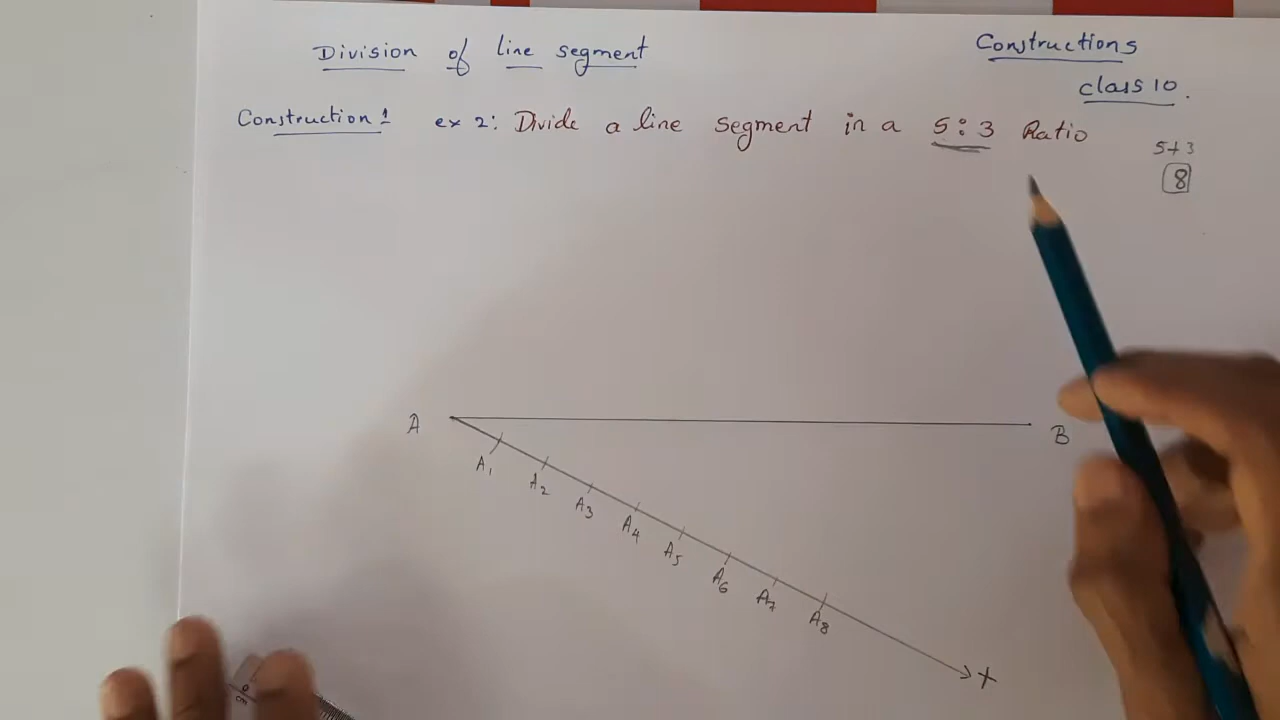 Division of line segment
Constructions
class 10.
Construction 1 ex 2: Divide a line segment in a 5:3 Ratio
5+3
8
A
B
A1
A2
A3
A4
A5
A6
A7
A8
X